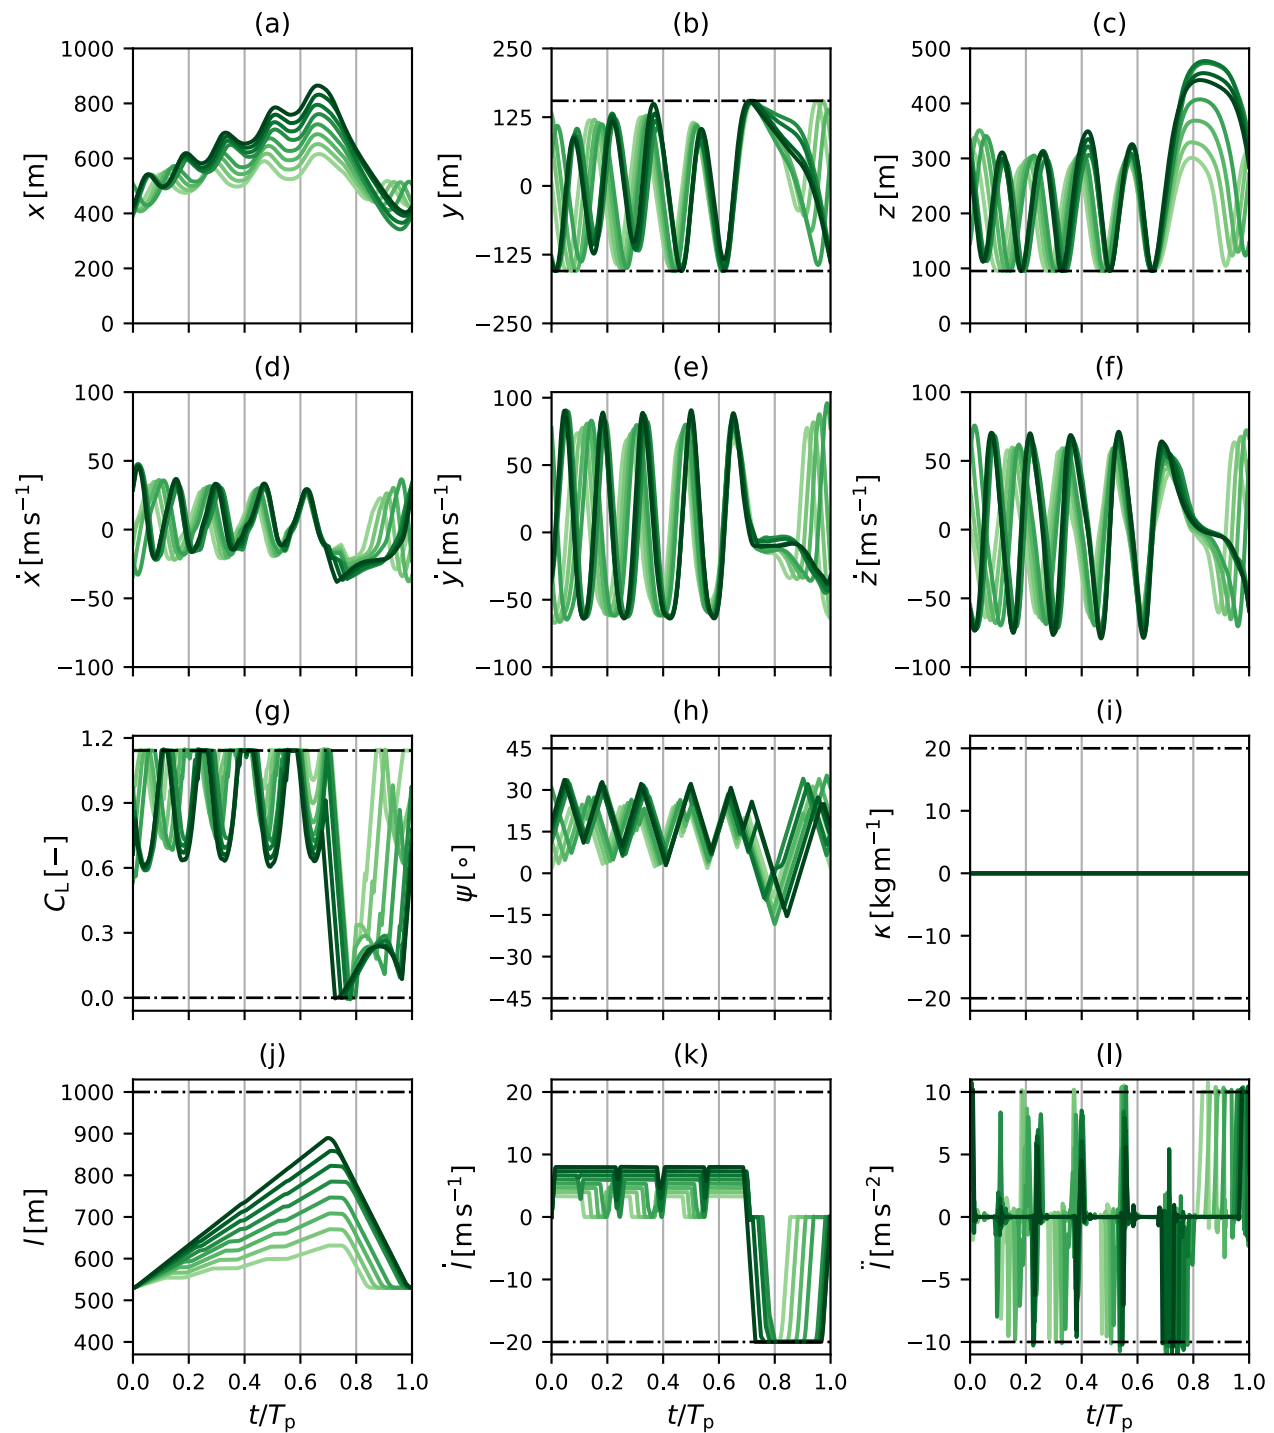 (a) (b) (c)
1000 800 600 400 200 0
x [m]
250 125 0 −125 −250
y [m]
500 400 300 200 100 0
z [m]
(d) (e) (f)
100 50 0 −50 −100
ẋ [m s⁻¹]
100 50 0 −50 −100
ẏ [m s⁻¹]
100 50 0 −50 −100
ż [m s⁻¹]
(g) (h) (i)
1.2 0.9 0.6 0.3 0.0
C_L [−]
45 30 15 0 −15 −30 −45
ψ [∘]
20 10 0 −10 −20
κ [kg m⁻¹]
(j) (k) (l)
1000 900 800 700 600 500 400
l [m]
20 10 0 −10 −20
l̇ [m s⁻¹]
10 5 0 −5 −10
l̈ [m s⁻²]
0.0 0.2 0.4 0.6 0.8 1.0 0.0 0.2 0.4 0.6 0.8 1.0 0.0 0.2 0.4 0.6 0.8 1.0
t/T_p t/T_p t/T_p